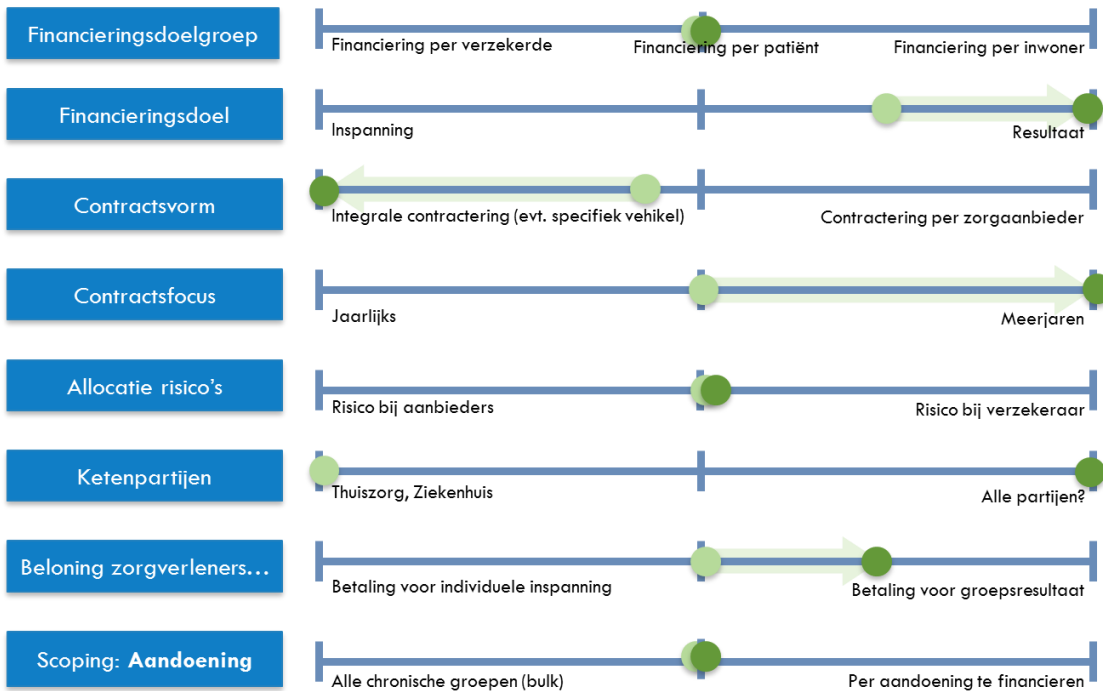 Financieringsdoelgroep
Financiering per verzekerde
Financiering per patiënt
Financiering per inwoner
Financieringsdoel
Inspanning
Resultaat
Contractsvorm
Integrale contractering (evt. specifiek vehikel)
Contractering per zorgaanbieder
Contractsfocus
Jaarlijks
Meerjaren
Allocatie risico’s
Risico bij aanbieders
Risico bij verzekeraar
Ketenpartijen
Thuiszorg, Ziekenhuis
Alle partijen?
Beloning zorgverleners…
Betaling voor individuele inspanning
Betaling voor groepsresultaat
Scoping: Aandoening
Alle chronische groepen (bulk)
Per aandoening te financieren